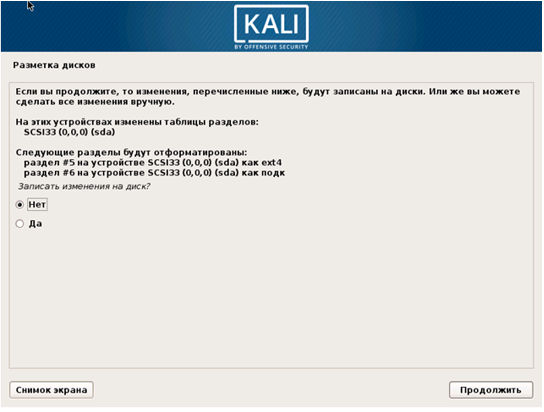 KALI
BY OFFENSIVE SECURITY
Разметка дисков
Если вы продолжите, то изменения, перечисленные ниже, будут записаны на диски. Или же вы можете
сделать все изменения вручную.
На этих устройствах изменены таблицы разделов:
SCSI33 (0,0,0) (sda)
Следующие разделы будут отформатированы:
раздел #5 на устройстве SCSI33 (0,0,0) (sda) как ext4
раздел #6 на устройстве SCSI33 (0,0,0) (sda) как подк
Записать изменения на диск?
Нет
Да
Снимок экрана
Продолжить